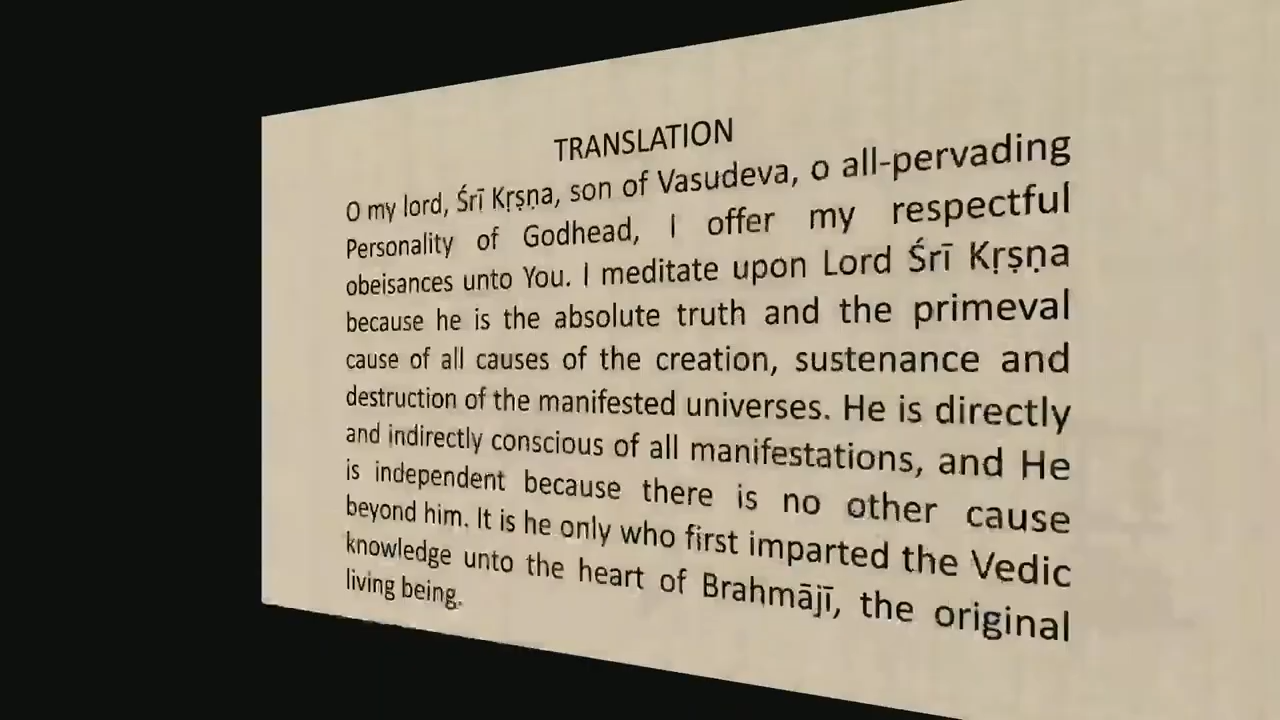 TRANSLATION
O my lord, Śrī Kṛṣṇa, son of Vasudeva, o all-pervading
Personality of Godhead, I offer my respectful
obeisances unto You. I meditate upon Lord Śrī Kṛṣṇa
because he is the absolute truth and the primeval
cause of all causes of the creation, sustenance and
destruction of the manifested universes. He is directly
and indirectly conscious of all manifestations, and He
is independent because there is no other cause
beyond him. It is he only who first imparted the Vedic
knowledge unto the heart of Brahmājī, the original
living being.